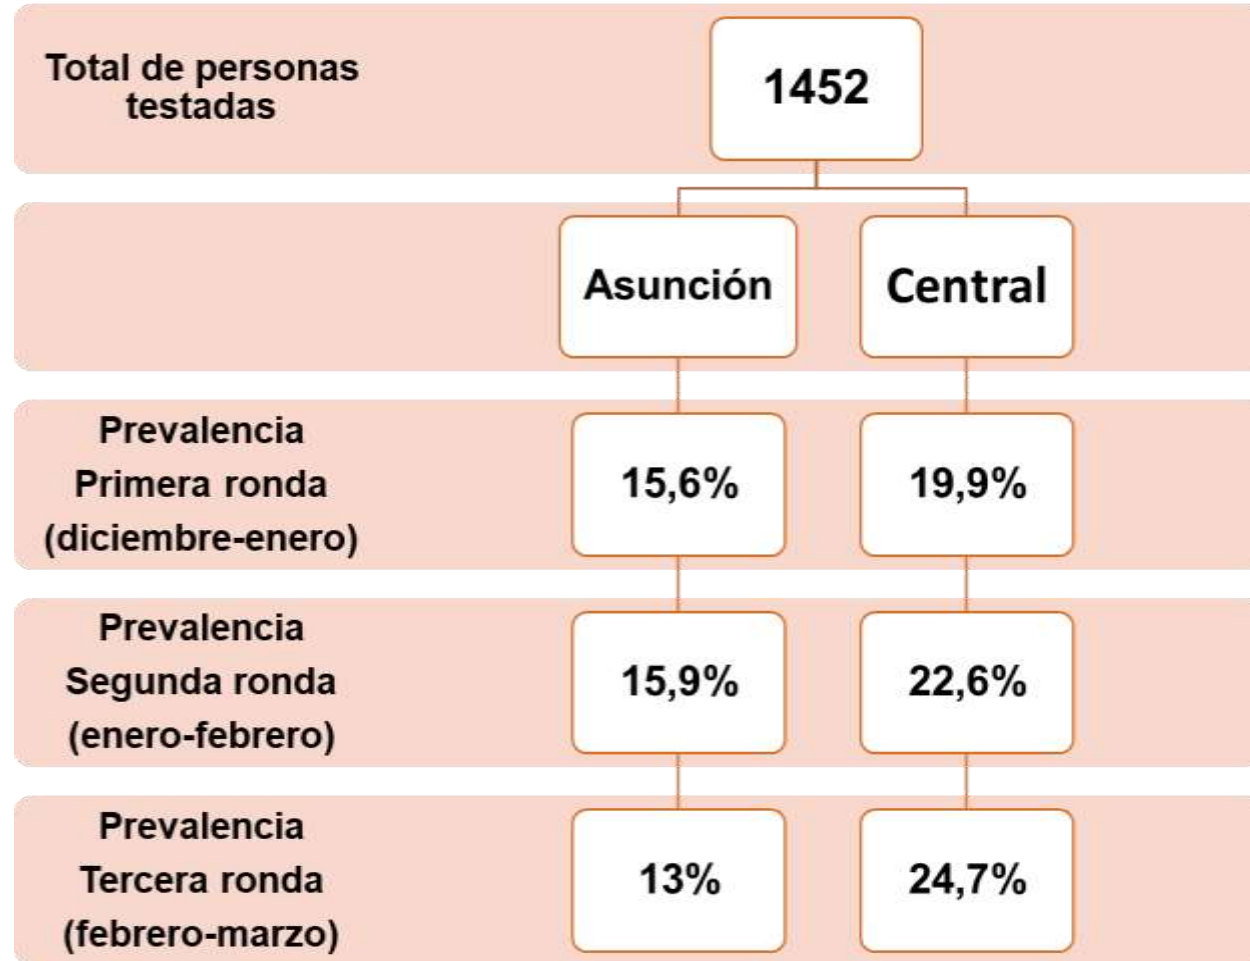 Total de personas
testadas
1452
Asunción
Central
Prevalencia
Primera ronda
(diciembre-enero)
15,6%
19,9%
Prevalencia
Segunda ronda
(enero-febrero)
15,9%
22,6%
Prevalencia
Tercera ronda
(febrero-marzo)
13%
24,7%